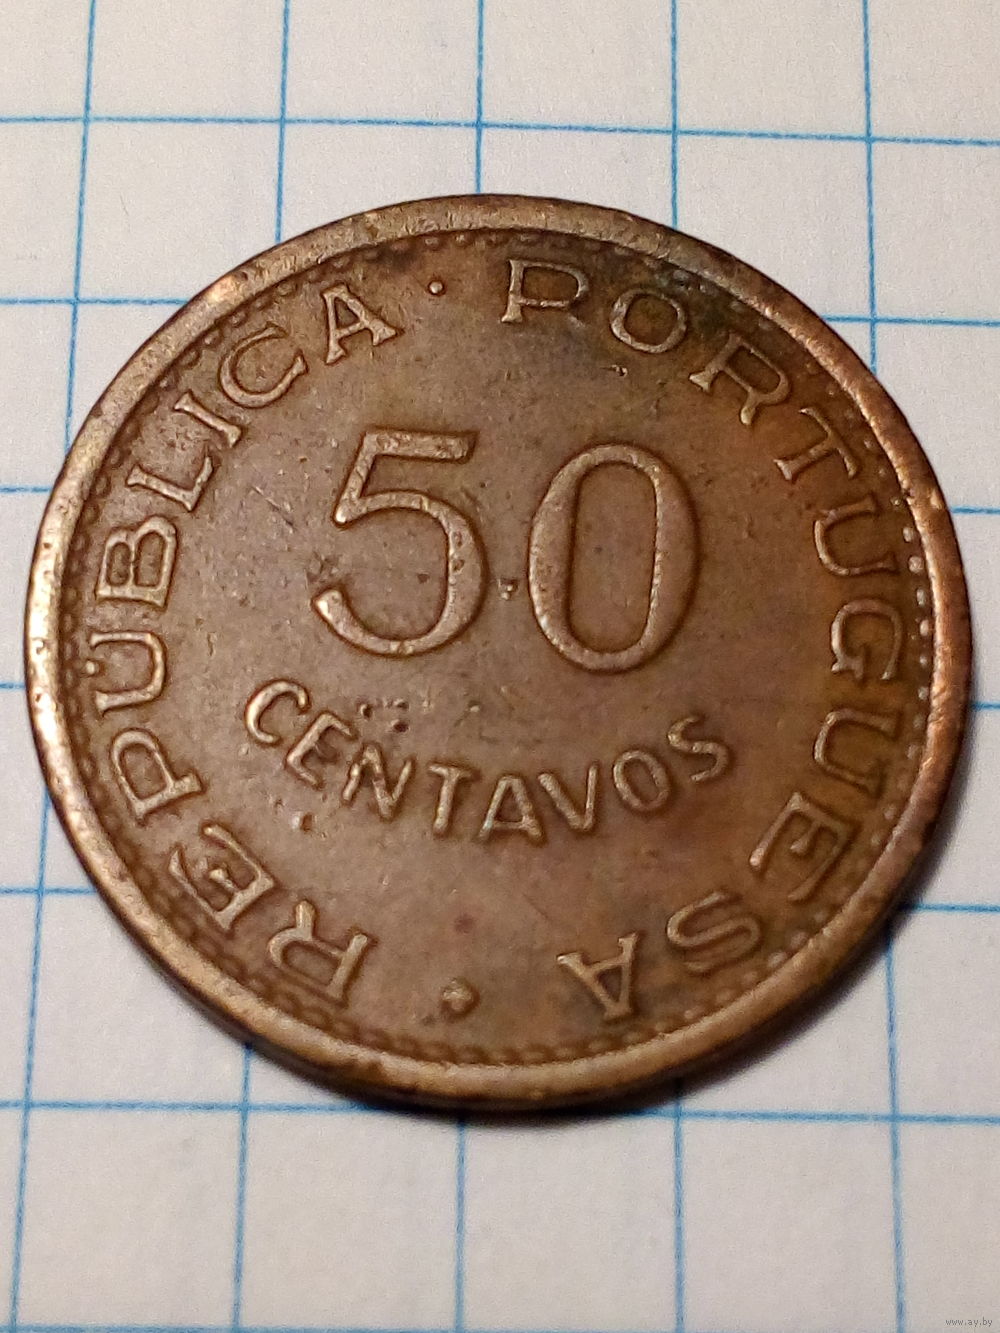 REPÚBLICA · PORTUGUESA ·
50
CENTAVOS
www.ay.by